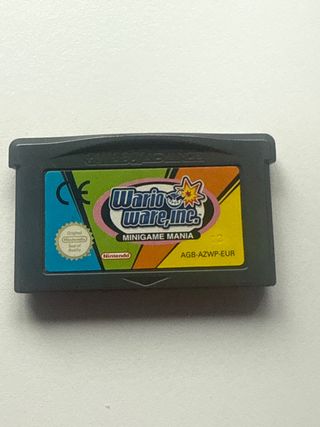 GAME BOY ADVANCE
CE
Wario
Ware, Inc.
MINIGAME MANIA
Original
Nintendo
Seal of
Quality
Nintendo
AGB-AZWP-EUR